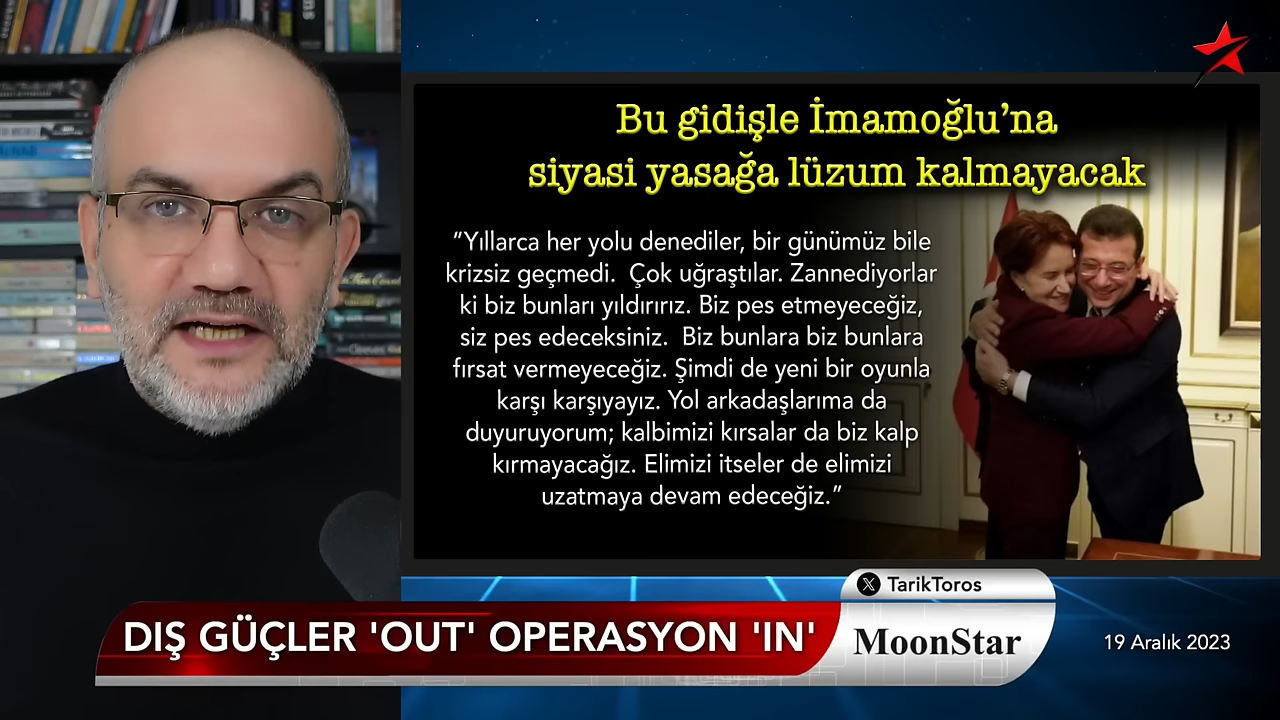 Bu gidişle İmamoğlu’na
siyasi yasağa lüzum kalmayacak
”Yıllarca her yolu denediler, bir günümüz bile
krizsiz geçmedi. Çok uğraştılar. Zannediyorlar
ki biz bunları yıldırırız. Biz pes etmeyeceğiz,
siz pes edeceksiniz. Biz bunlara biz bunlara
fırsat vermeyeceğiz. Şimdi de yeni bir oyunla
karşı karşıyayız. Yol arkadaşlarıma da
duyuruyorum; kalbimizi kırsalar da biz kalp
kırmayacağız. Elimizi itseler de elimizi
uzatmaya devam edeceğiz.”
TarikToros
DIŞ GÜÇLER 'OUT' OPERASYON 'IN'
MoonStar
19 Aralık 2023